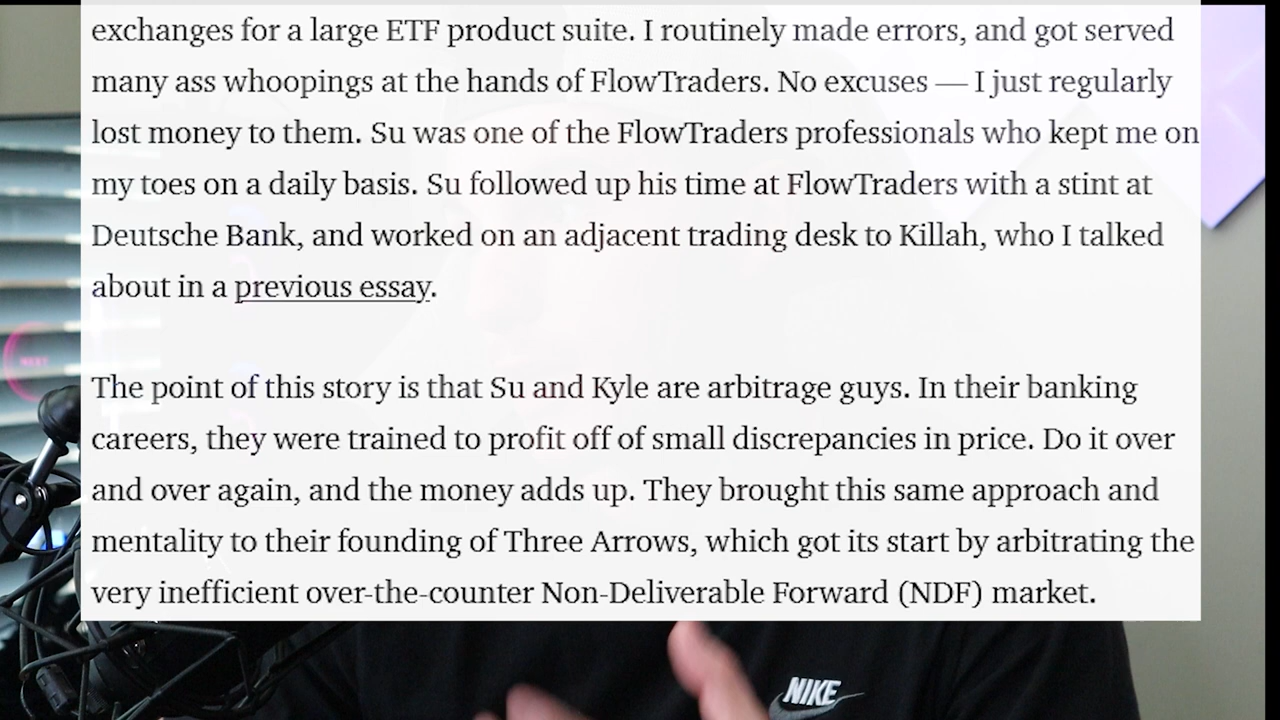 exchanges for a large ETF product suite. I routinely made errors, and got served
many ass whoopings at the hands of FlowTraders. No excuses — I just regularly
lost money to them. Su was one of the FlowTraders professionals who kept me on
my toes on a daily basis. Su followed up his time at FlowTraders with a stint at
Deutsche Bank, and worked on an adjacent trading desk to Killah, who I talked
about in a previous essay.
The point of this story is that Su and Kyle are arbitrage guys. In their banking
careers, they were trained to profit off of small discrepancies in price. Do it over
and over again, and the money adds up. They brought this same approach and
mentality to their founding of Three Arrows, which got its start by arbitrating the
very inefficient over-the-counter Non-Deliverable Forward (NDF) market.
NIKE